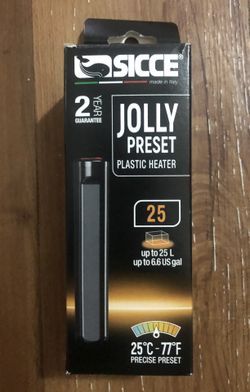 SICCE
made in Italy
2 YEAR
GUARANTEE
JOLLY
PRESET
PLASTIC HEATER
25
up to 25 L
up to 6.6 US gal
25°C - 77°F
PRECISE PRESET